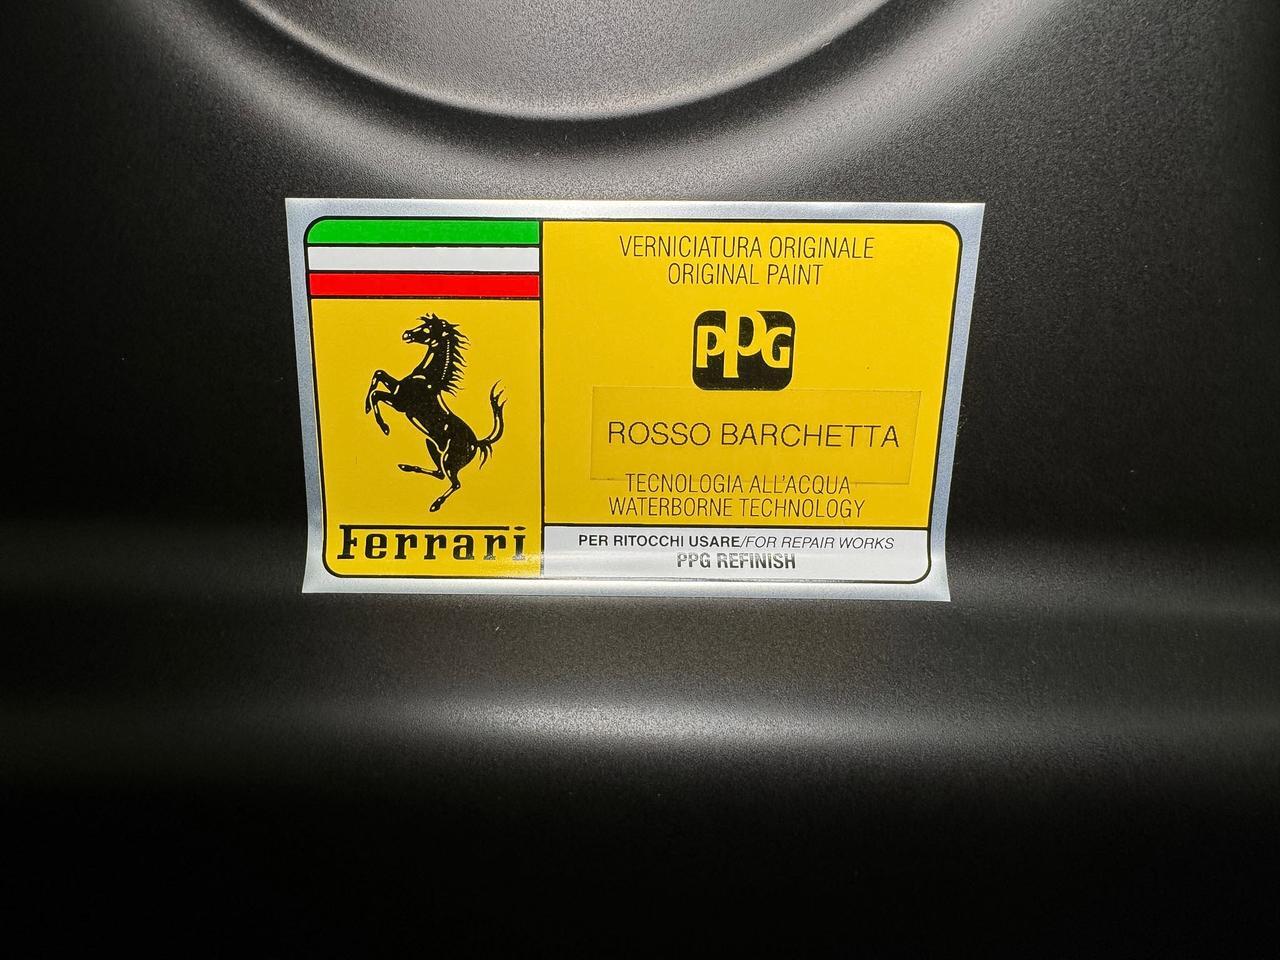 VERNICIATURA ORIGINALE
ORIGINAL PAINT
PPG
ROSSO BARCHETTA
TECNOLOGIA ALL'ACQUA
WATERBORNE TECHNOLOGY
Ferrari
PER RITOCCHI USARE/FOR REPAIR WORKS
PPG REFINISH